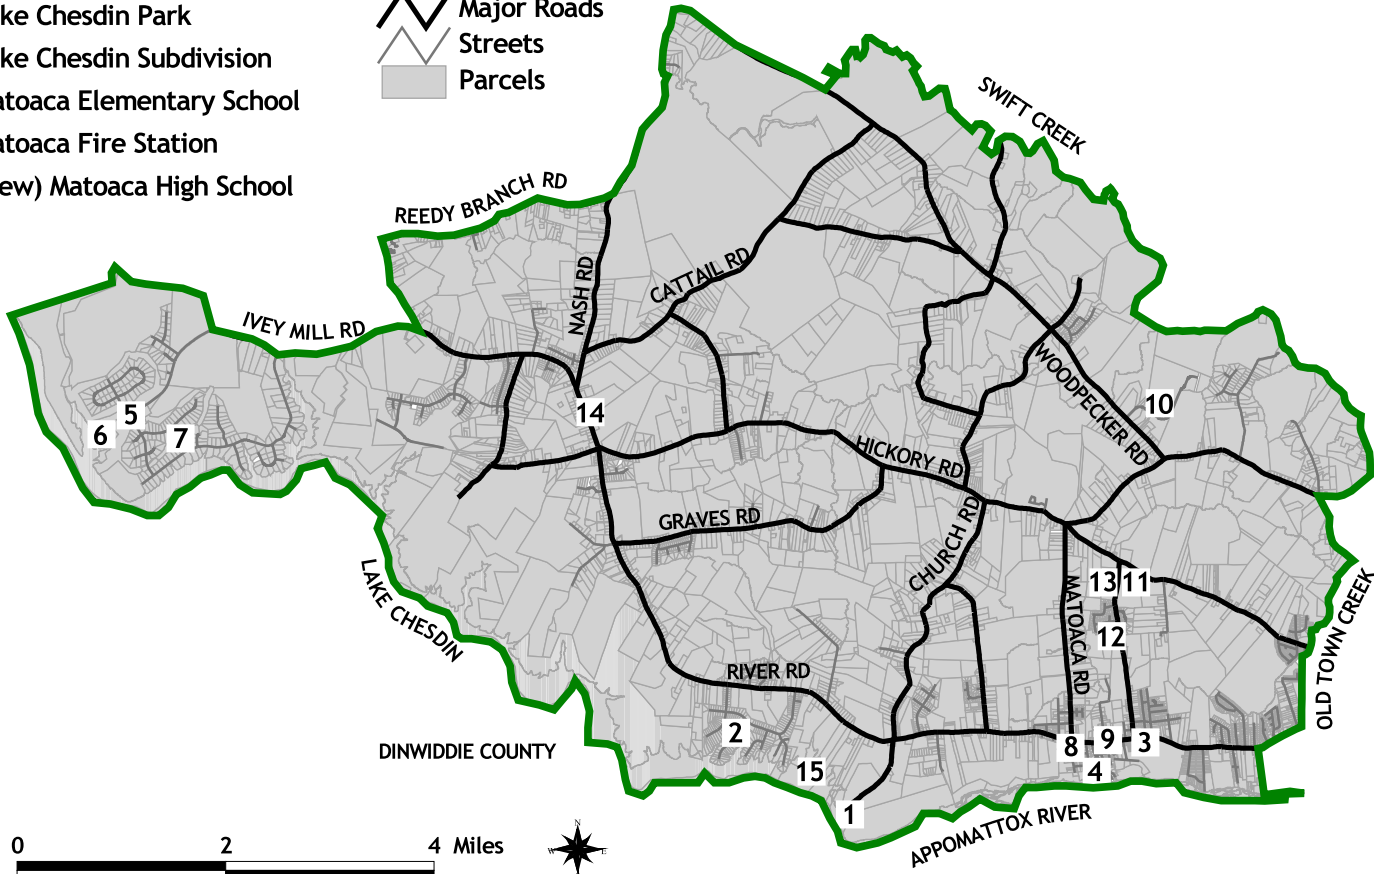 ke Chesdin Park
ke Chesdin Subdivision
atoaca Elementary School
atoaca Fire Station
ew) Matoaca High School
Major Roads
Streets
Parcels
SWIFT CREEK
REEDY BRANCH RD
NASH RD
CATTAIL RD
IVEY MILL RD
WOODPECKER RD
5
6
7
14
10
HICKORY RD
GRAVES RD
CHURCH RD
LAKE CHESDIN
MATOACA RD
13
11
12
OLD TOWN CREEK
RIVER RD
2
15
1
8
9
3
4
DINWIDDIE COUNTY
APPOMATTOX RIVER
0 2 4 Miles
N
W E
S